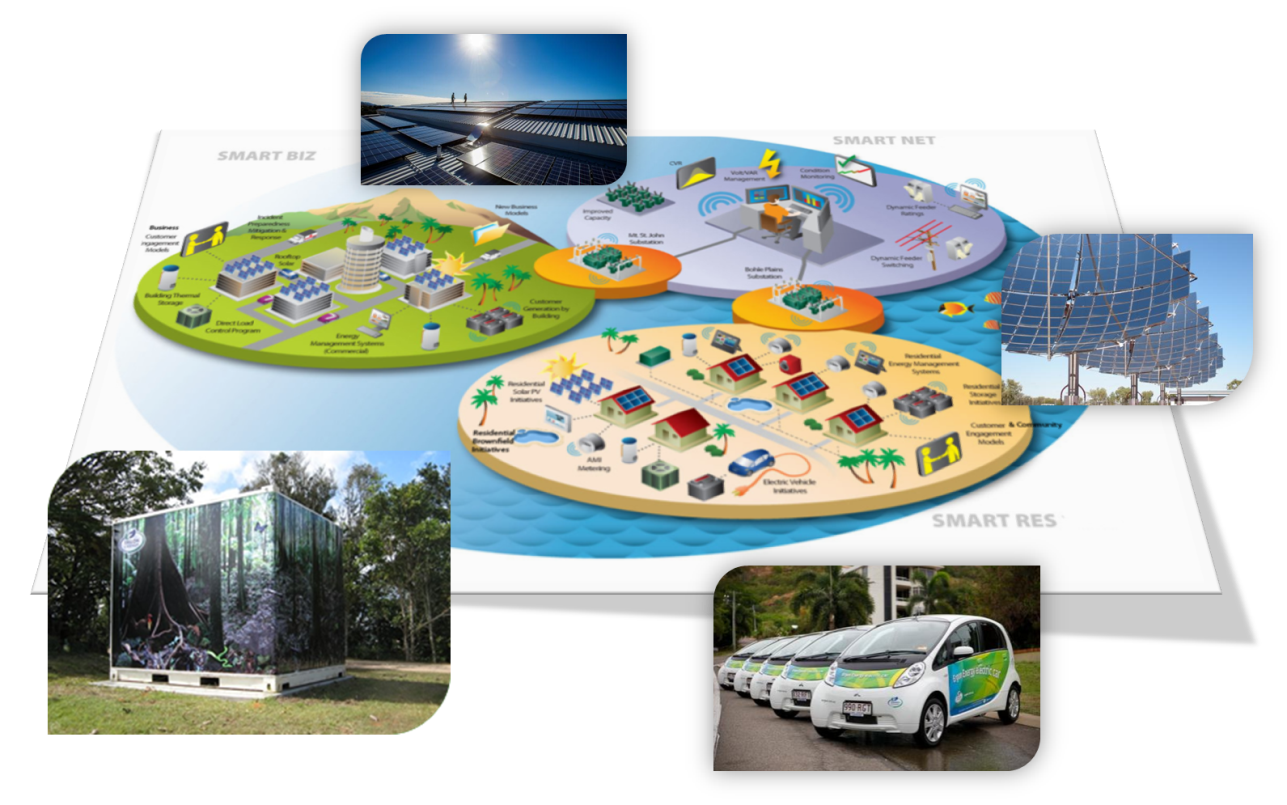 SMART BIZ
SMART NET
CVR
Volt/VAR
Management
Condition
Monitoring
Improved
Capacity
Dynamic Feeder
Ratings
Dynamic Feeder
Switching
Mt. St. John
Substation
Bohle Plains
Substation
New Business
Models
Incident
Preparedness
Mitigation &
Response
Business
Customer
ngagement
Models
Rooftop
Solar
Building Thermal
Storage
Direct Load
Control Program
Energy
Management Systems
(Commercial)
Customer
Generation by
Building
Residential
Energy Management
Systems
Residential
Storage
Initiatives
Residential
Solar PV
Initiatives
Residential
Brownfield
Initiatives
Customer & Community
Engagement
Models
AMI
Metering
Electric Vehicle
Initiatives
SMART RES
990 RGT